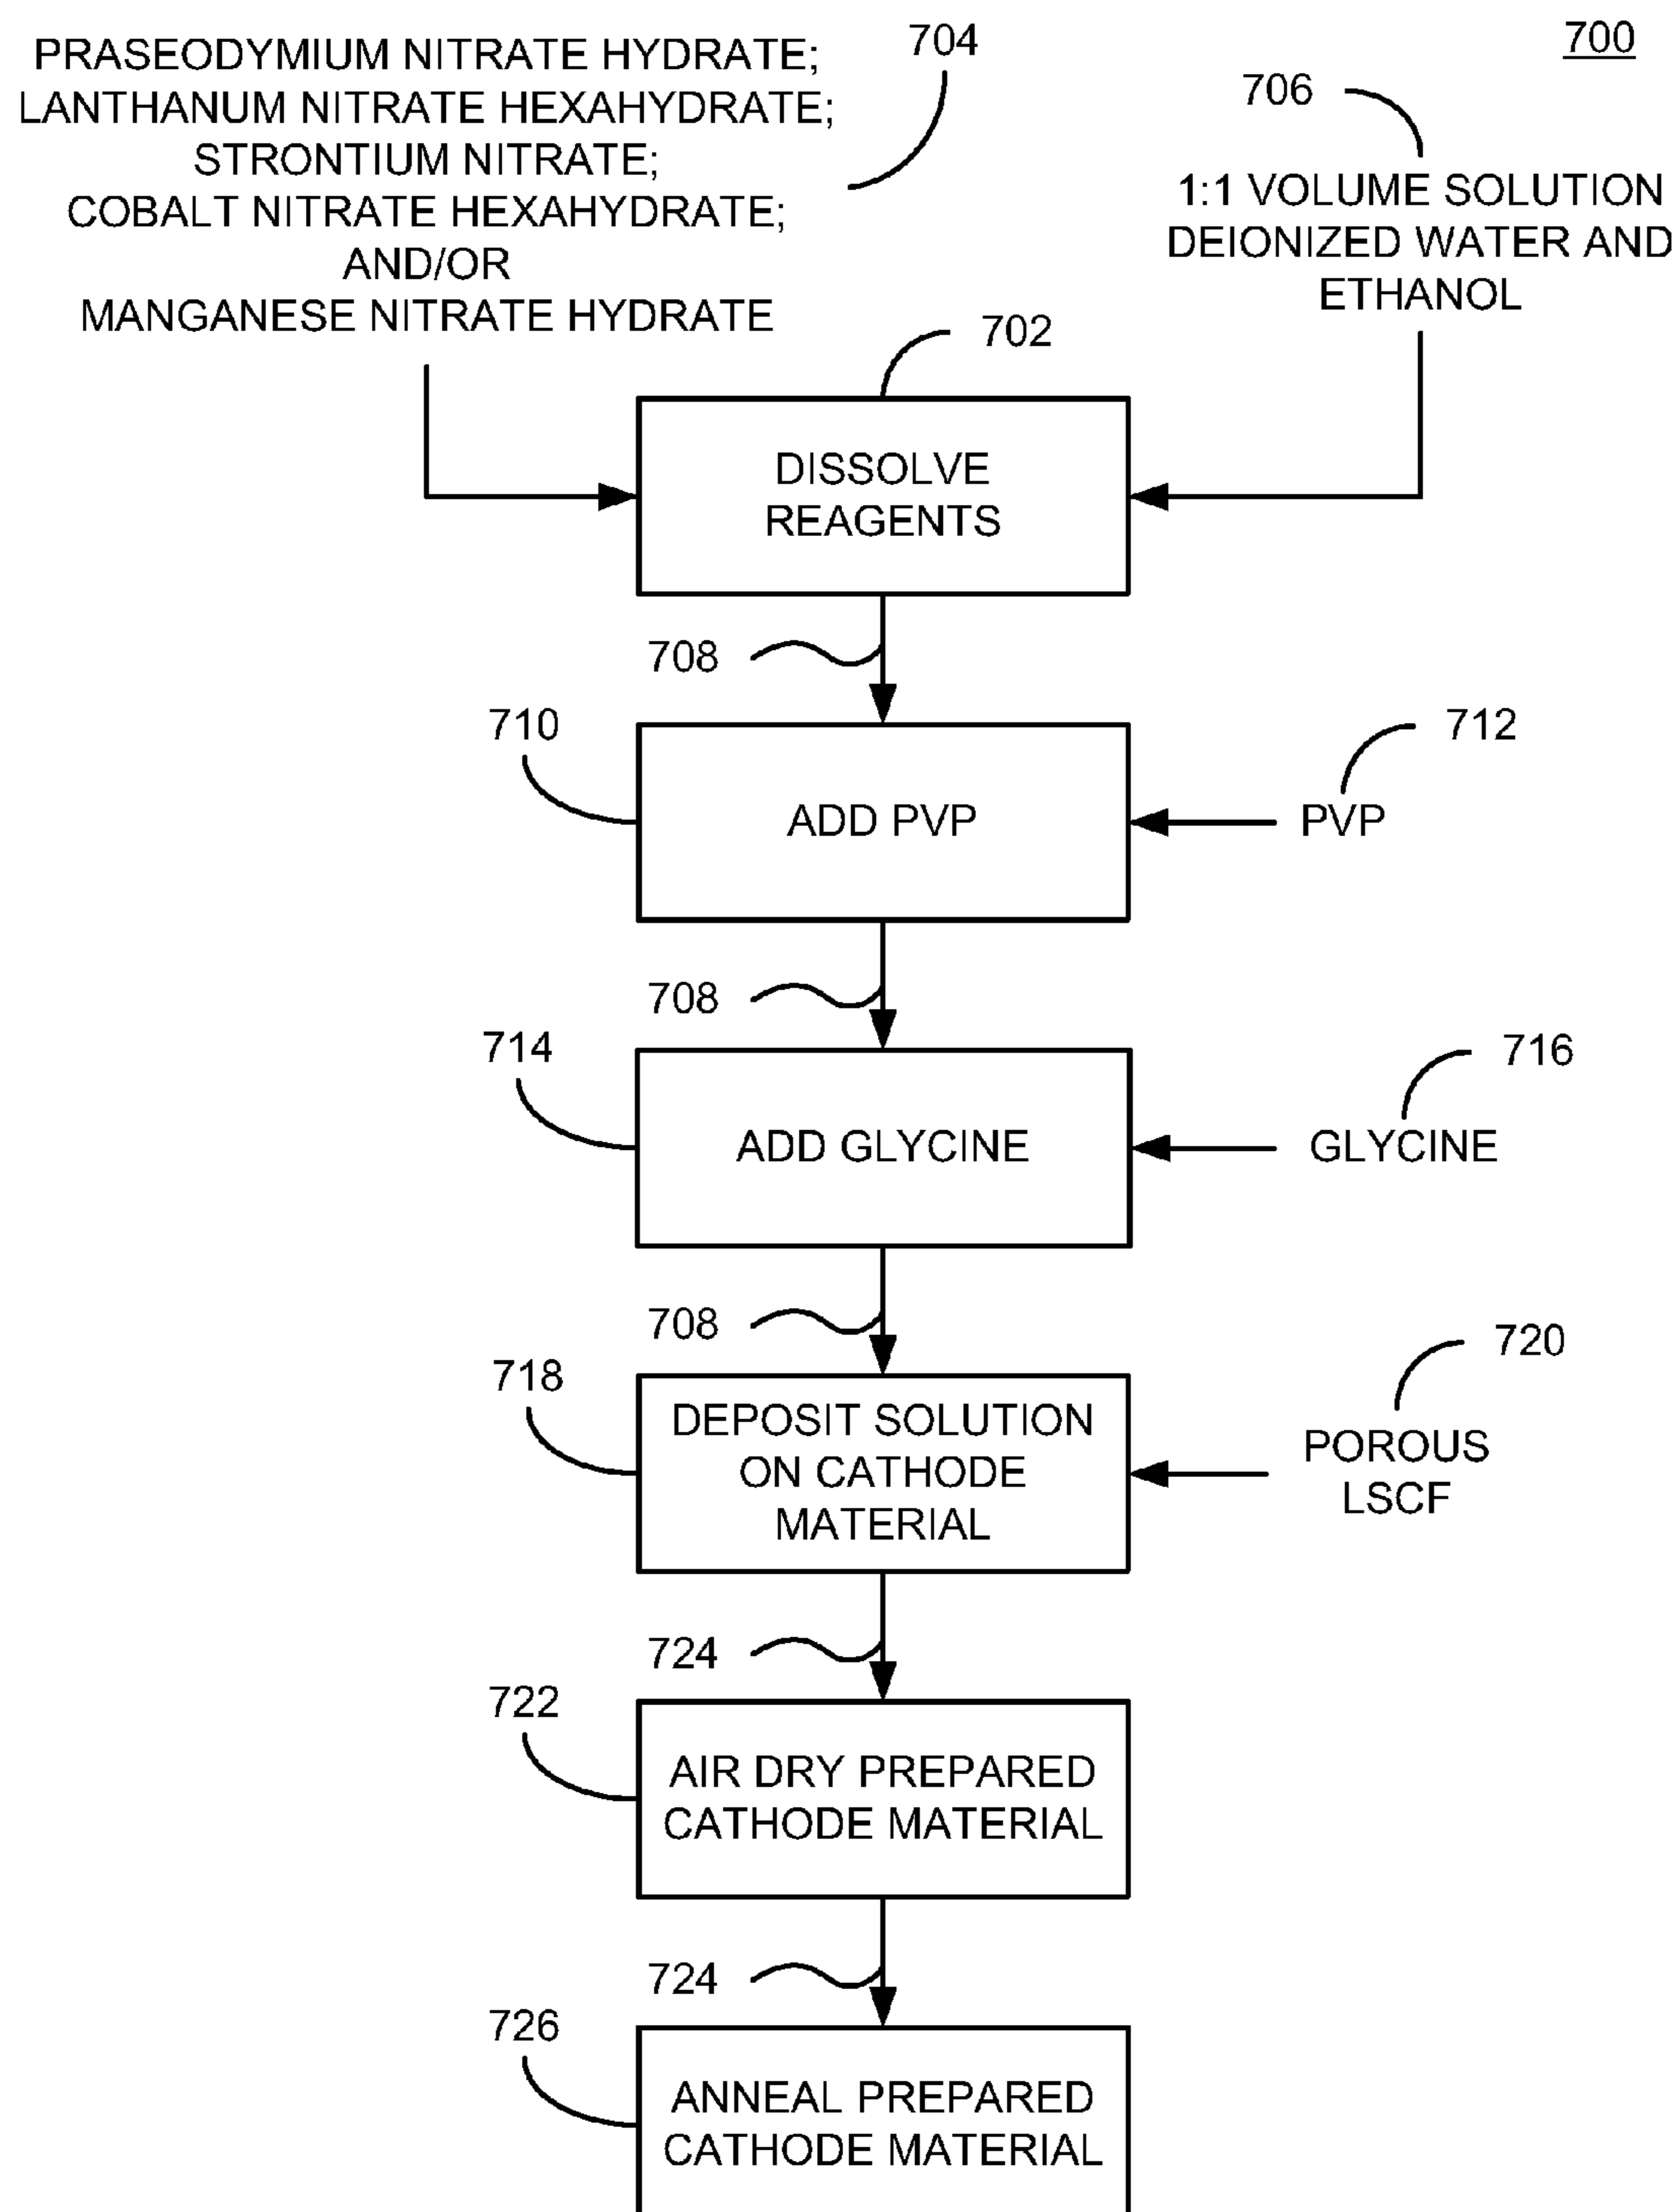 700
704
PRASEODYMIUM NITRATE HYDRATE;
LANTHANUM NITRATE HEXAHYDRATE;
STRONTIUM NITRATE;
COBALT NITRATE HEXAHYDRATE;
AND/OR
MANGANESE NITRATE HYDRATE
706
1:1 VOLUME SOLUTION
DEIONIZED WATER AND
ETHANOL
702
DISSOLVE
REAGENTS
708
710
ADD PVP
712
PVP
708
714
ADD GLYCINE
716
GLYCINE
708
718
DEPOSIT SOLUTION
ON CATHODE
MATERIAL
720
POROUS
LSCF
724
722
AIR DRY PREPARED
CATHODE MATERIAL
724
726
ANNEAL PREPARED
CATHODE MATERIAL